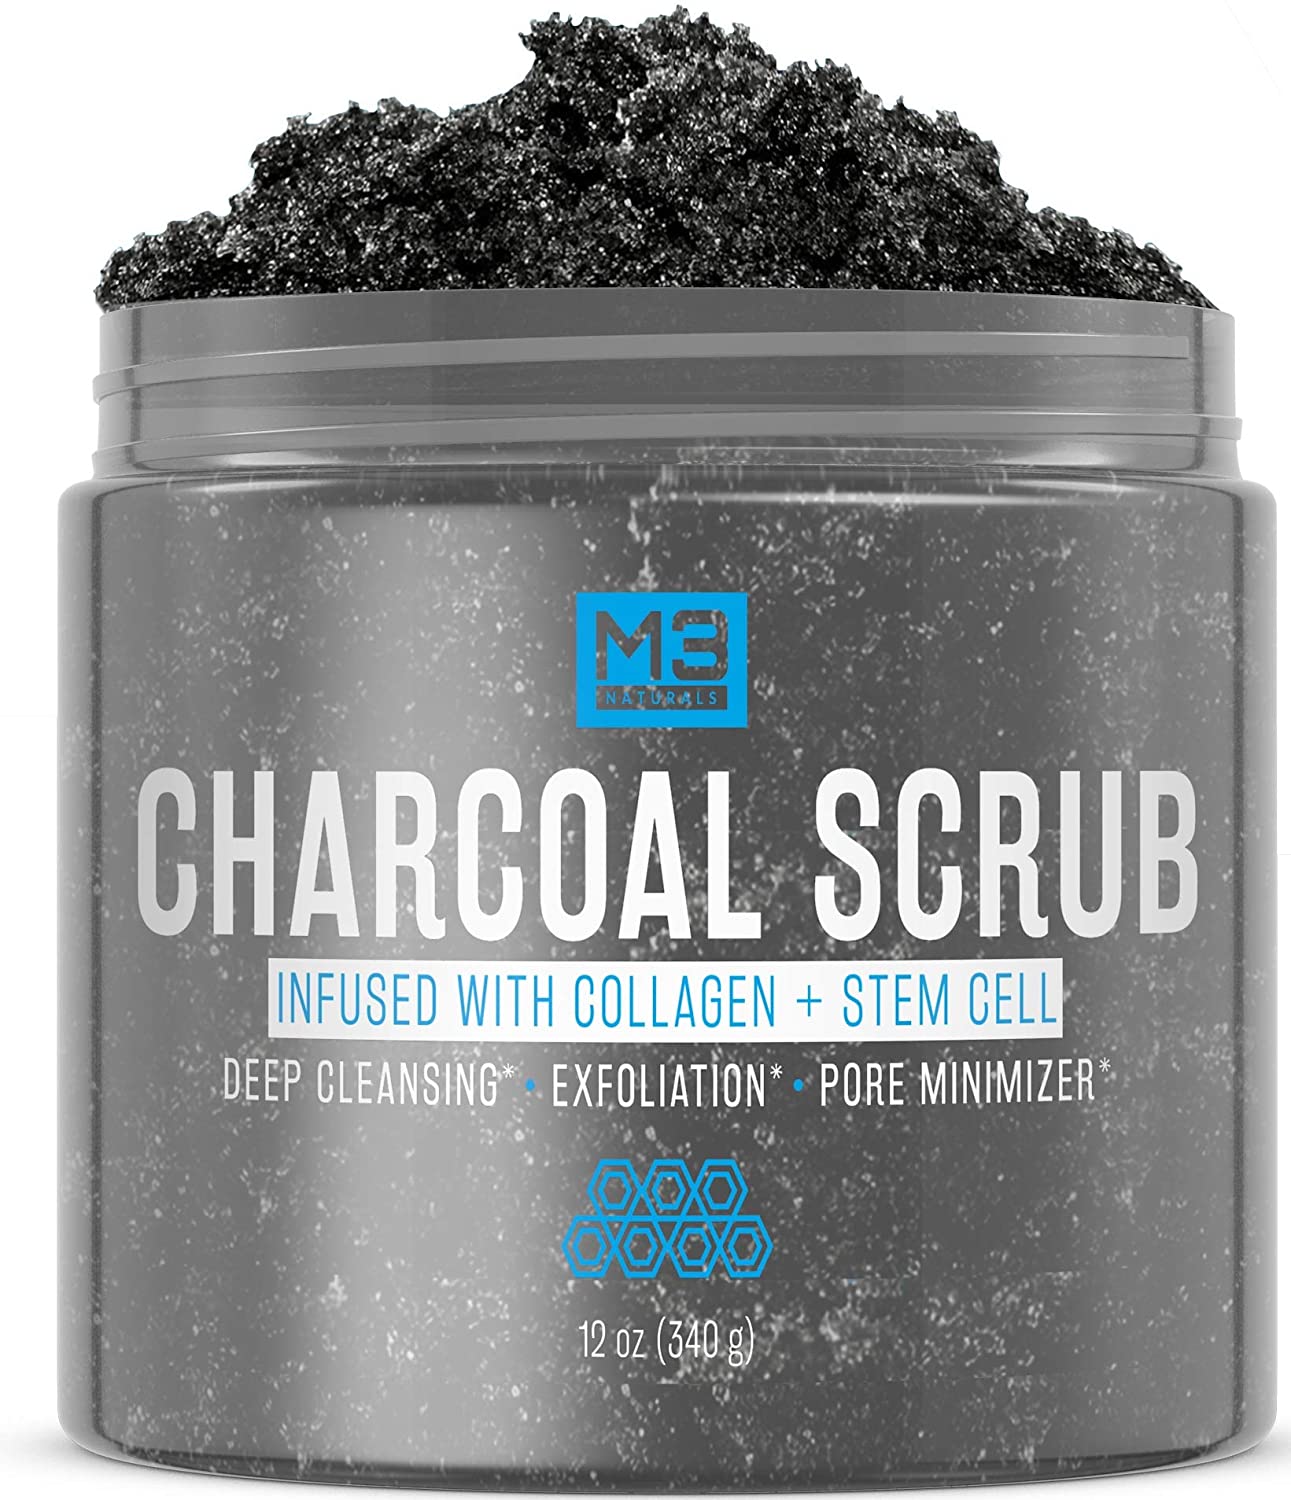 M3
NATURALS
CHARCOAL SCRUB
INFUSED WITH COLLAGEN + STEM CELL
DEEP CLEANSING* • EXFOLIATION* • PORE MINIMIZER*
12 oz (340 g)